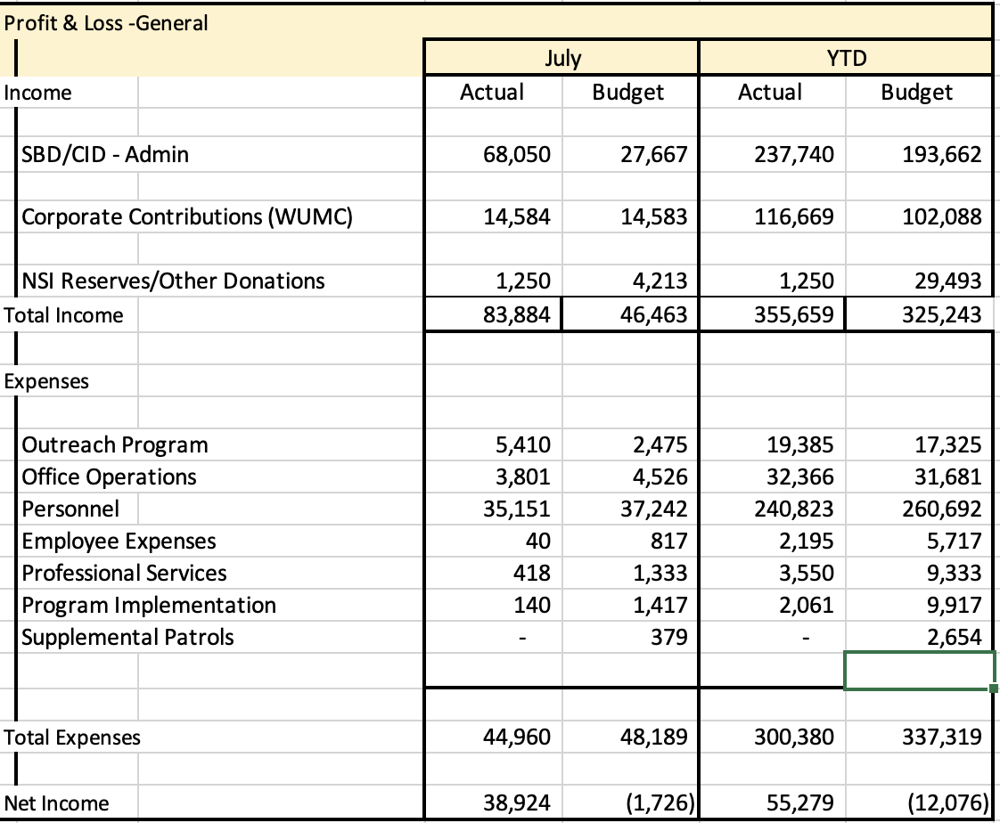 Profit & Loss -General
July YTD
Income Actual Budget Actual Budget
SBD/CID - Admin 68,050 27,667 237,740 193,662
Corporate Contributions (WUMC) 14,584 14,583 116,669 102,088
NSI Reserves/Other Donations 1,250 4,213 1,250 29,493
Total Income 83,884 46,463 355,659 325,243
Expenses
Outreach Program 5,410 2,475 19,385 17,325
Office Operations 3,801 4,526 32,366 31,681
Personnel 35,151 37,242 240,823 260,692
Employee Expenses 40 817 2,195 5,717
Professional Services 418 1,333 3,550 9,333
Program Implementation 140 1,417 2,061 9,917
Supplemental Patrols - 379 - 2,654
Total Expenses 44,960 48,189 300,380 337,319
Net Income 38,924 (1,726) 55,279 (12,076)